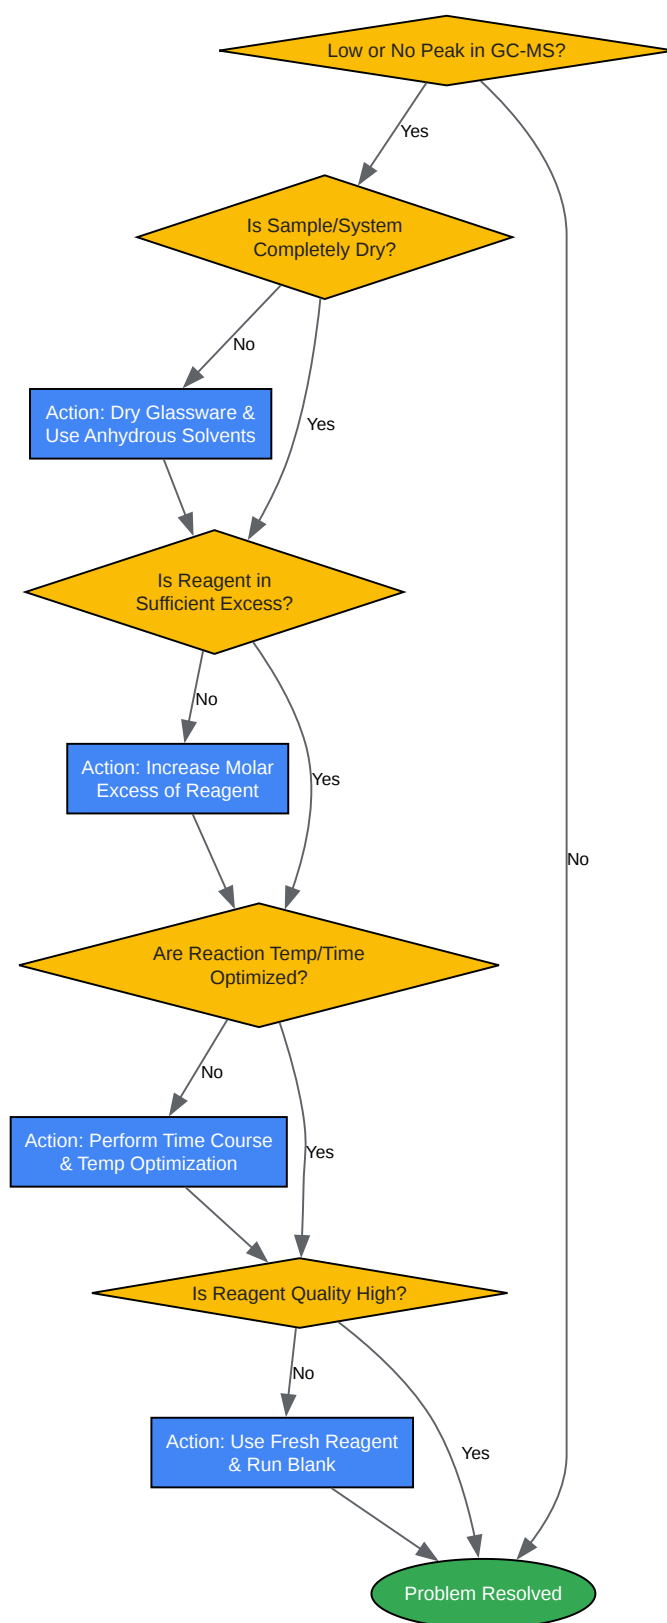 Low or No Peak in GC-MS?
Yes
Is Sample/System
Completely Dry?
No
Action: Dry Glassware &
Use Anhydrous Solvents
Yes
Is Reagent in
Sufficient Excess?
No
Action: Increase Molar
Excess of Reagent
Yes
No
Are Reaction Temp/Time
Optimized?
No
Action: Perform Time Course
& Temp Optimization
Yes
Is Reagent Quality High?
No
Action: Use Fresh Reagent
& Run Blank
Yes
Problem Resolved